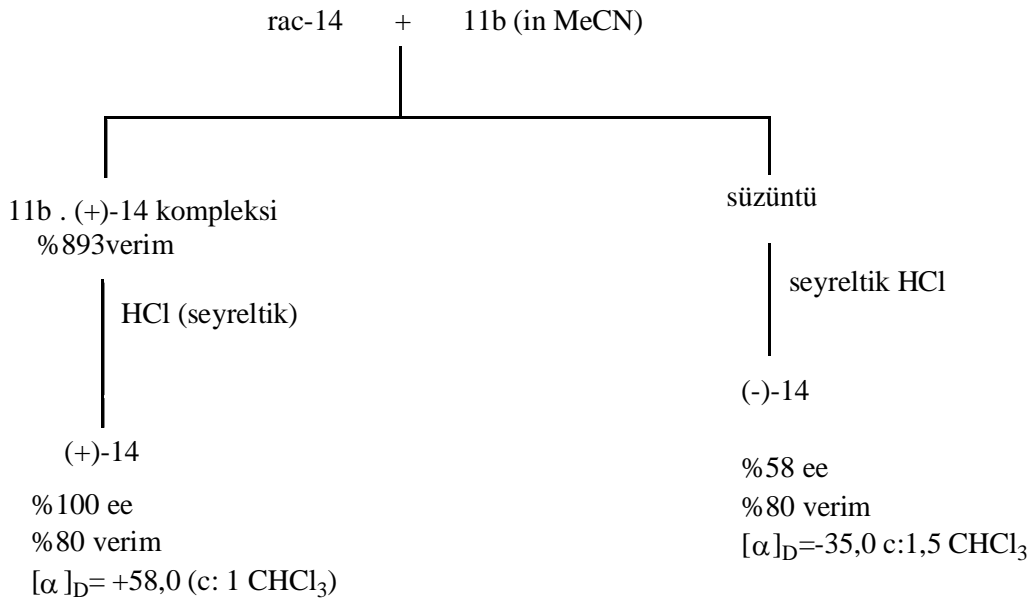 rac-14 + 11b (in MeCN)
11b . (+)-14 kompleksi
%893verim
süzüntü
HCl (seyreltik)
seyreltik HCl
(+)-14
%100 ee
%80 verim
[α]D= +58,0 (c: 1 CHCl3)
(-)-14
%58 ee
%80 verim
[α]D=-35,0 c:1,5 CHCl3